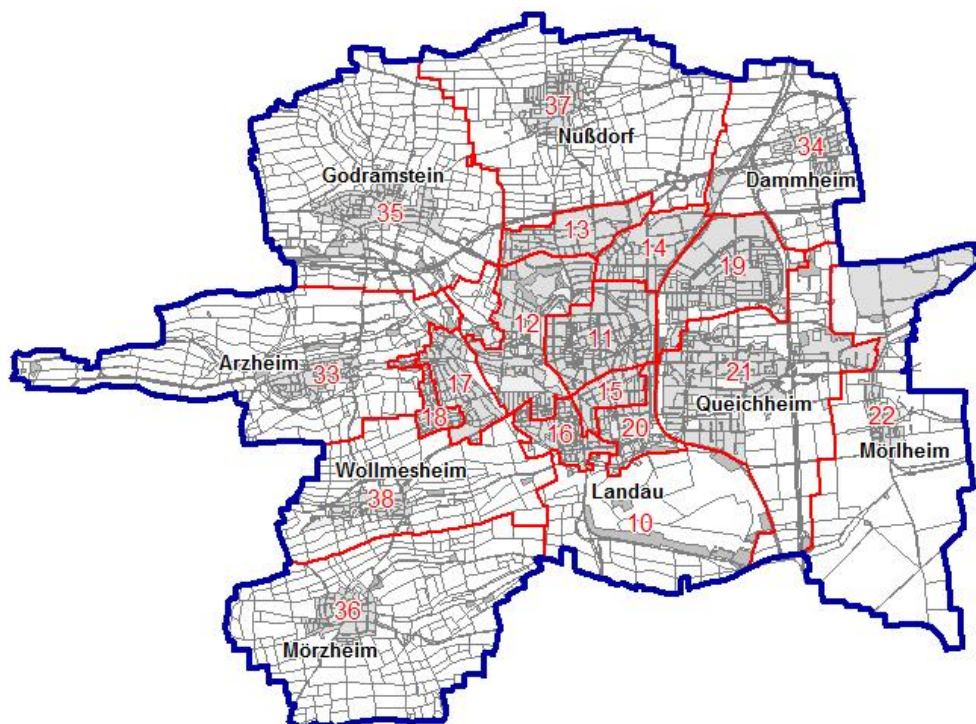 37
Nußdorf
34
Dammheim
Godramstein
35
13
14
19
12
11
Arzheim
33
17
15
21
Queichheim
18
16
20
22
Mörlheim
Wollmesheim
38
Landau
10
36
Mörzheim